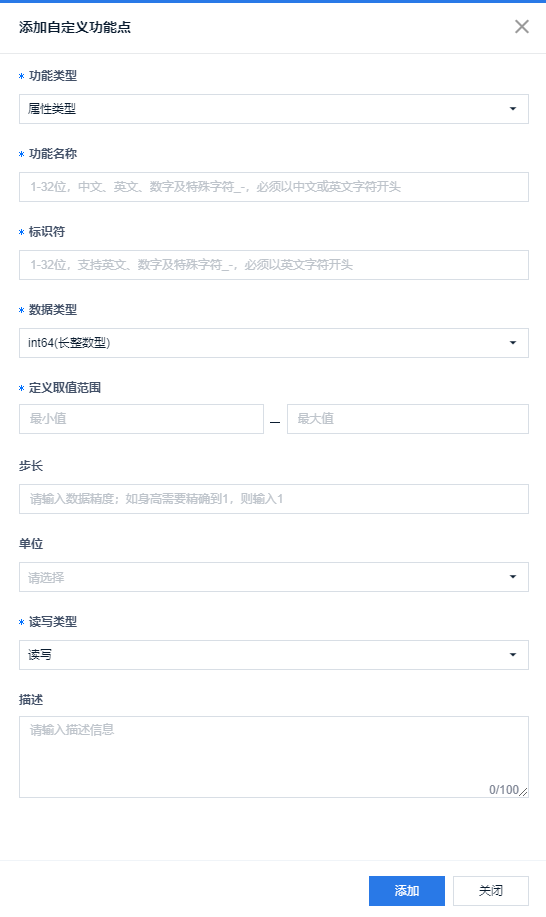 添加自定义功能点
* 功能类型
属性类型
* 功能名称
1-32位，中文、英文、数字及特殊字符_-，必须以中文或英文字符开头
* 标识符
1-32位，支持英文、数字及特殊字符_-，必须以英文字符开头
* 数据类型
int64(长整数型)
* 定义取值范围
最小值 — 最大值
步长
请输入数据精度；如身高需要精确到1，则输入1
单位
请选择
* 读写类型
读写
描述
请输入描述信息
0/100
添加 关闭